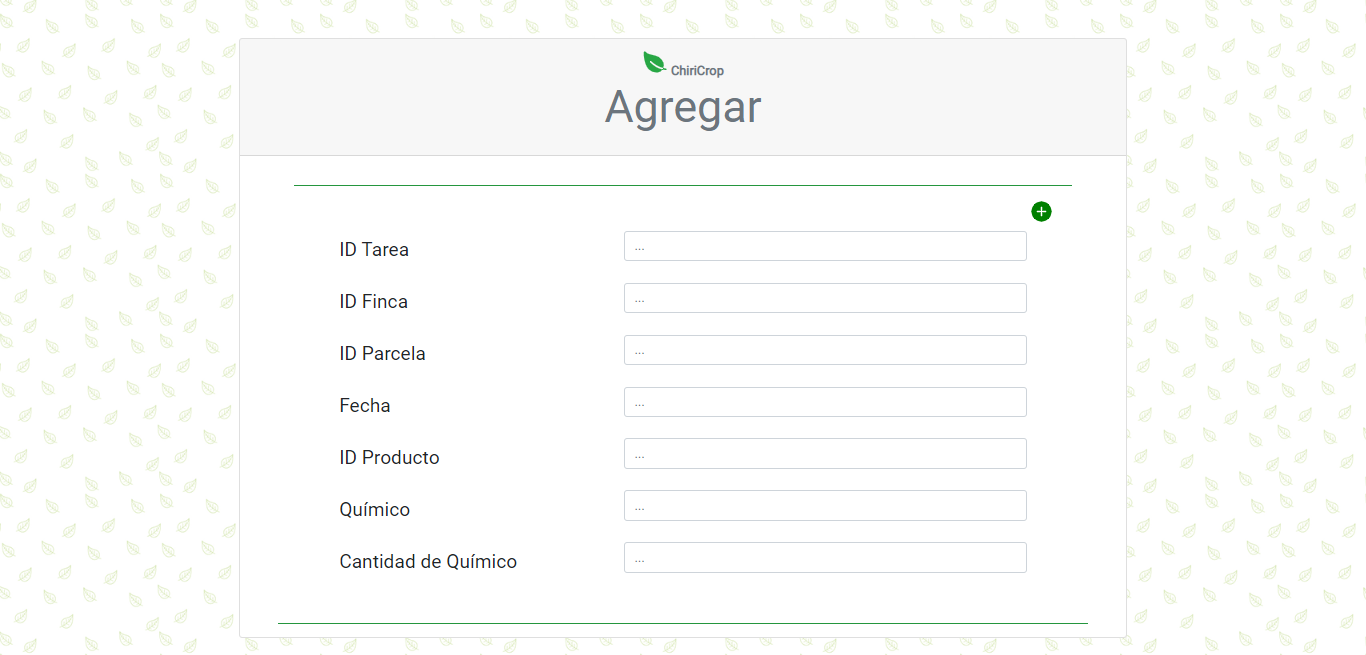 ChiriCrop
Agregar
ID Tarea ...
ID Finca ...
ID Parcela ...
Fecha ...
ID Producto ...
Químico ...
Cantidad de Químico ...